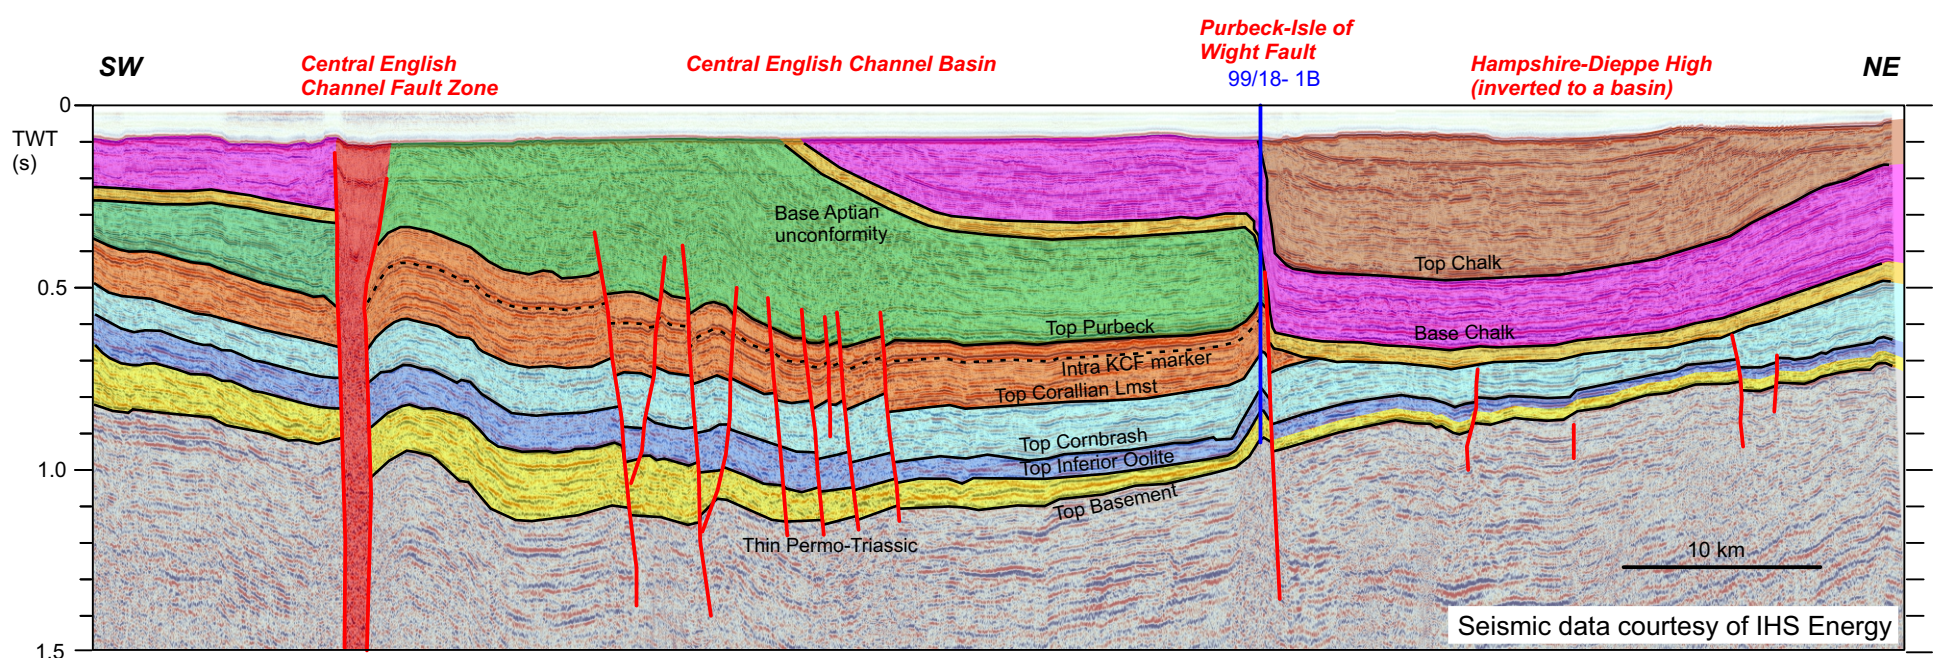 Purbeck-Isle of
Wight Fault
SW
Central English
Channel Fault Zone
Central English Channel Basin
99/18- 1B
Hampshire-Dieppe High
(inverted to a basin)
NE
0
TWT
(s)
Base Aptian
unconformity
Top Chalk
0.5
Top Purbeck
Base Chalk
Intra KCF marker
Top Corallian Lmst
Top Cornbrash
Top Inferior Oolite
1.0
Top Basement
Thin Permo-Triassic
10 km
Seismic data courtesy of IHS Energy
1.5